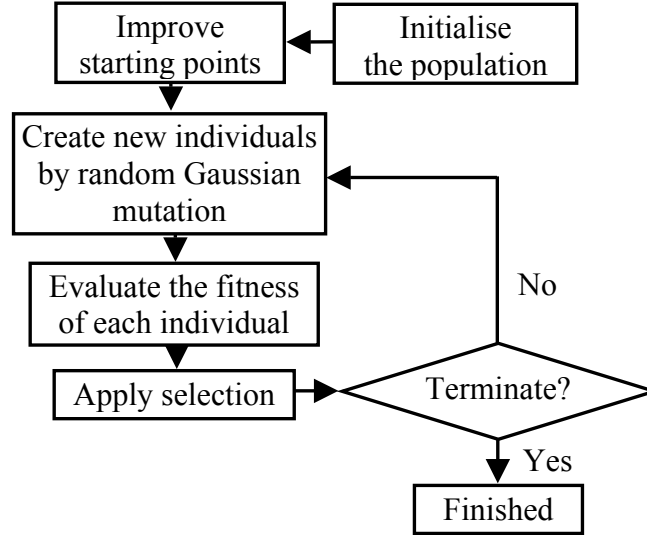 Improve
starting points
Initialise
the population
Create new individuals
by random Gaussian
mutation
Evaluate the fitness
of each individual
Apply selection
Terminate?
No
Yes
Finished